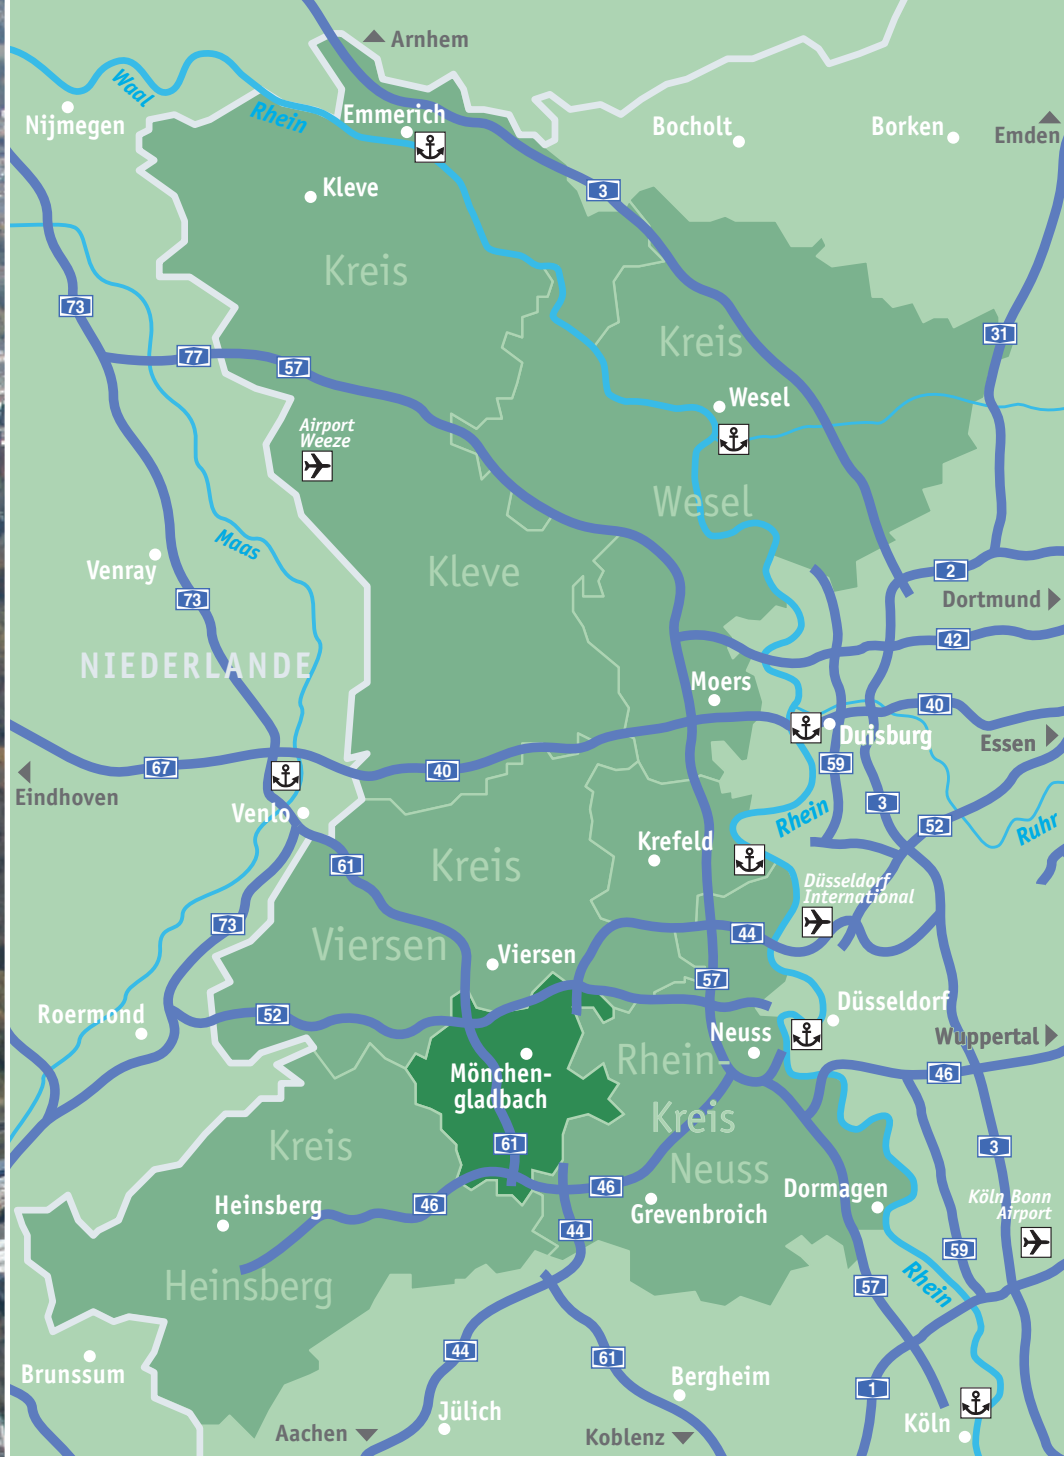 Arnhem
Waal
Rhein
Nijmegen
Emmerich
Bocholt
Borken
Emden
Kleve
3
Kreis
73
31
Kreis
77
57
Wesel
Airport
Weeze
Wesel
Maas
Venray
Kleve
2
73
Dortmund
42
NIEDERLANDE
Moers
40
Duisburg
Essen
67
40
59
Eindhoven
3
Venlo
Rhein
52
Ruhr
Krefeld
61
Kreis
Düsseldorf
International
73
44
Viersen
Viersen
57
Roermond
52
Düsseldorf
Neuss
Wuppertal
Rhein-
46
Mönchen-
gladbach
Kreis
61
Kreis
3
Neuss
46
Dormagen
Heinsberg
46
Grevenbroich
Köln Bonn
Airport
44
59
Heinsberg
Rhein
57
44
61
Brunssum
Bergheim
1
Jülich
Köln
Aachen
Koblenz